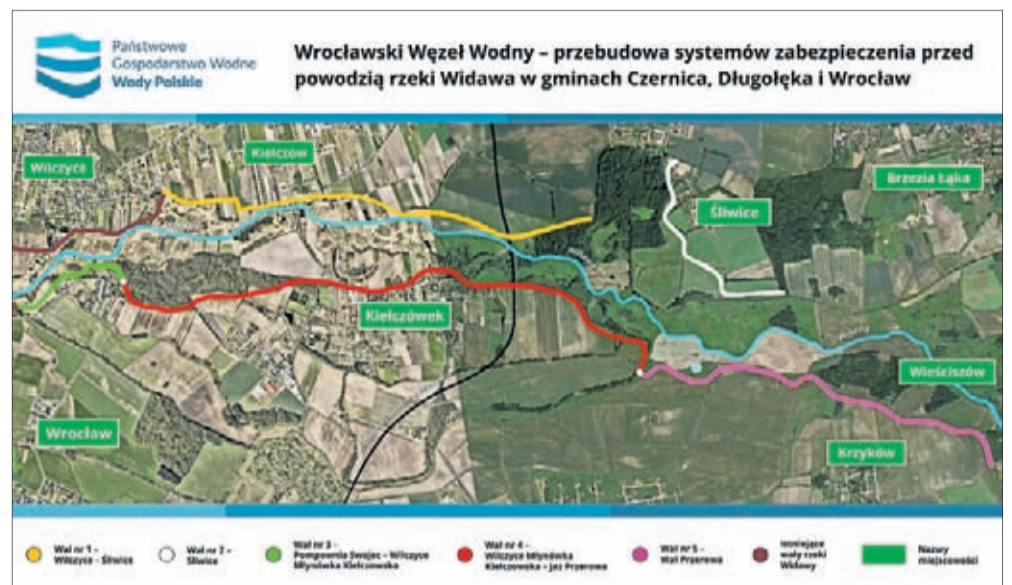 Państwowe
Gospodarstwo Wodne
Wody Polskie
Wrocławski Węzeł Wodny – przebudowa systemów zabezpieczenia przed
powodzią rzeki Widawa w gminach Czernica, Długołęka i Wrocław
Wilczyce
Kiełczów
Brzezia Łąka
Śliwice
Kiełczówek
Wieściszów
Wrocław
Krzyków
Wał nr 1 –
Wilczyce - Śliwice
Wał nr 2 –
Śliwice
Wał nr 3 –
Pompownia Swojec – Wilczyce
Młynówka Kiełczowska
Wał nr 4 –
Wilczyce Młynówka
Kiełczowska – jaz Przerowa
Wał nr 5 –
Wał Przerowa
Istniejące
wały rzeki
Widawy
Nazwy
miejscowości